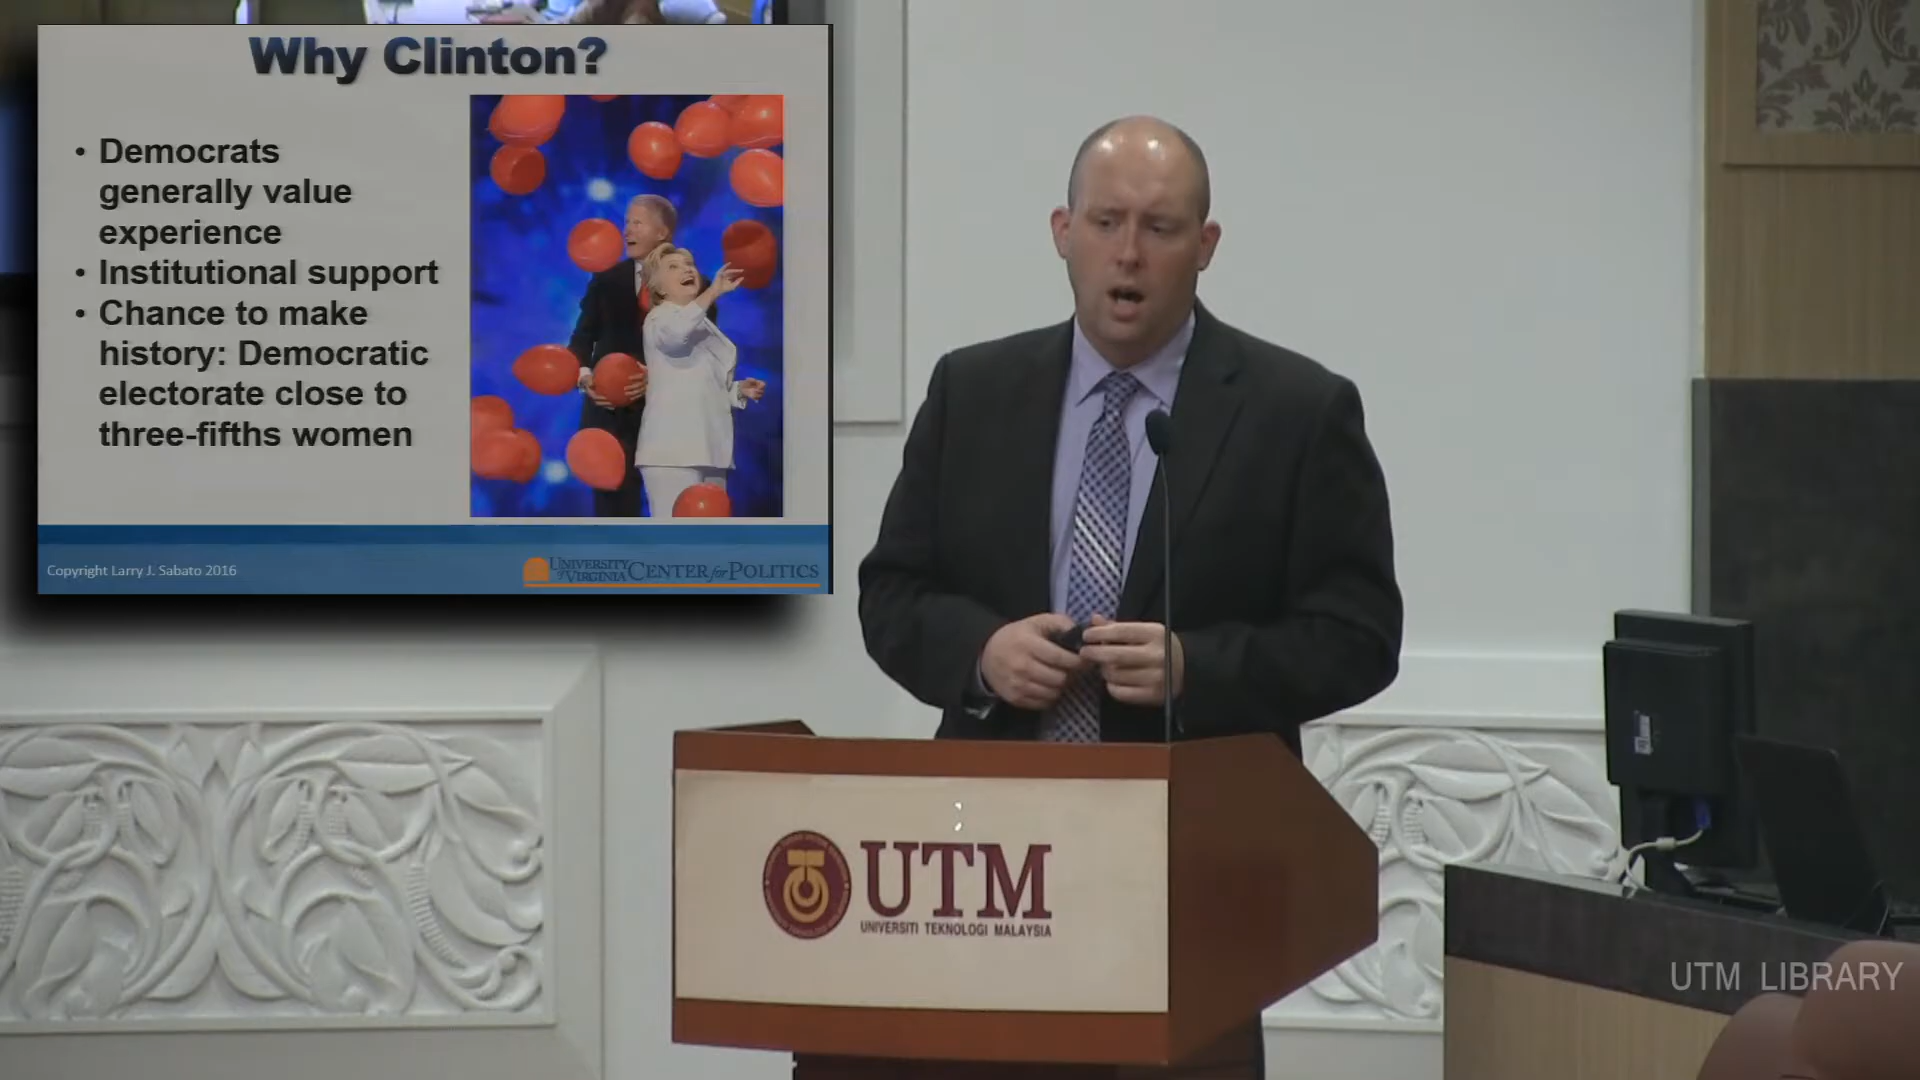 Why Clinton?
• Democrats
generally value
experience
• Institutional support
• Chance to make
history: Democratic
electorate close to
three-fifths women
Copyright Larry J. Sabato 2016
UNIVERSITY
of VIRGINIA CENTER for POLITICS
UTM
UNIVERSITI TEKNOLOGI MALAYSIA
UTM LIBRARY